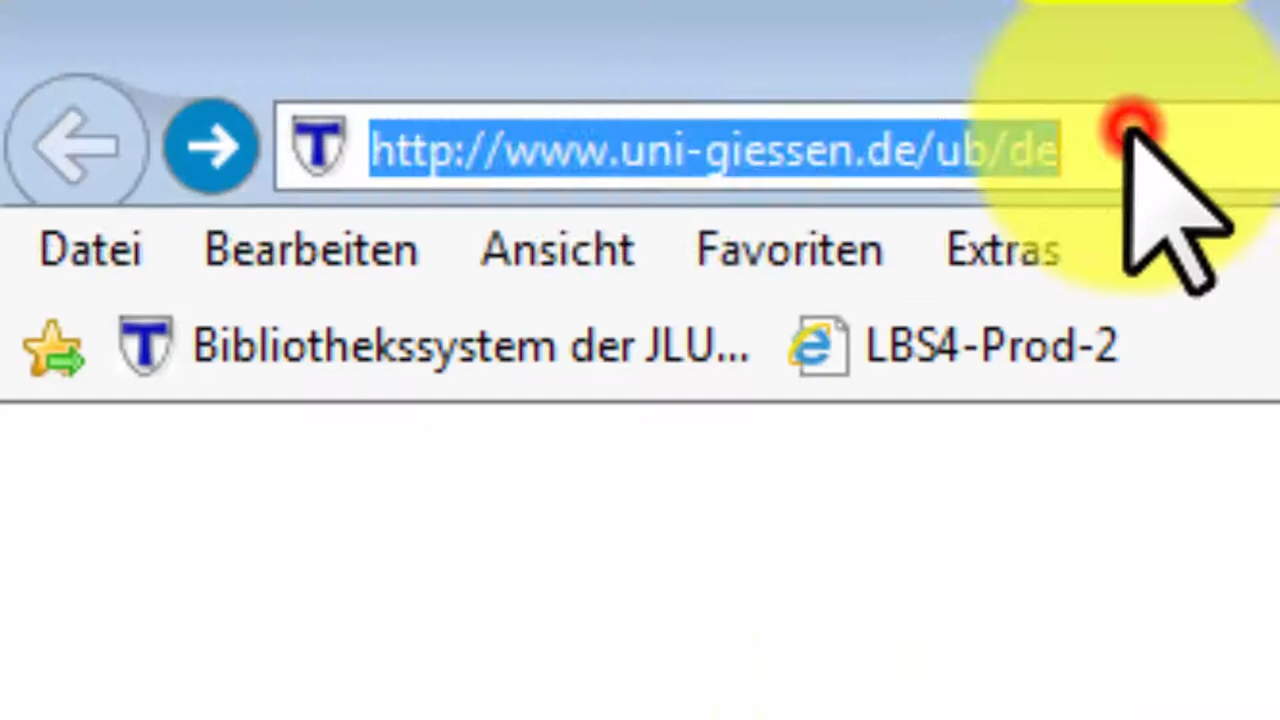 http://www.uni-giessen.de/ub/de
Datei Bearbeiten Ansicht Favoriten Extras
Bibliothekssystem der JLU... LBS4-Prod-2